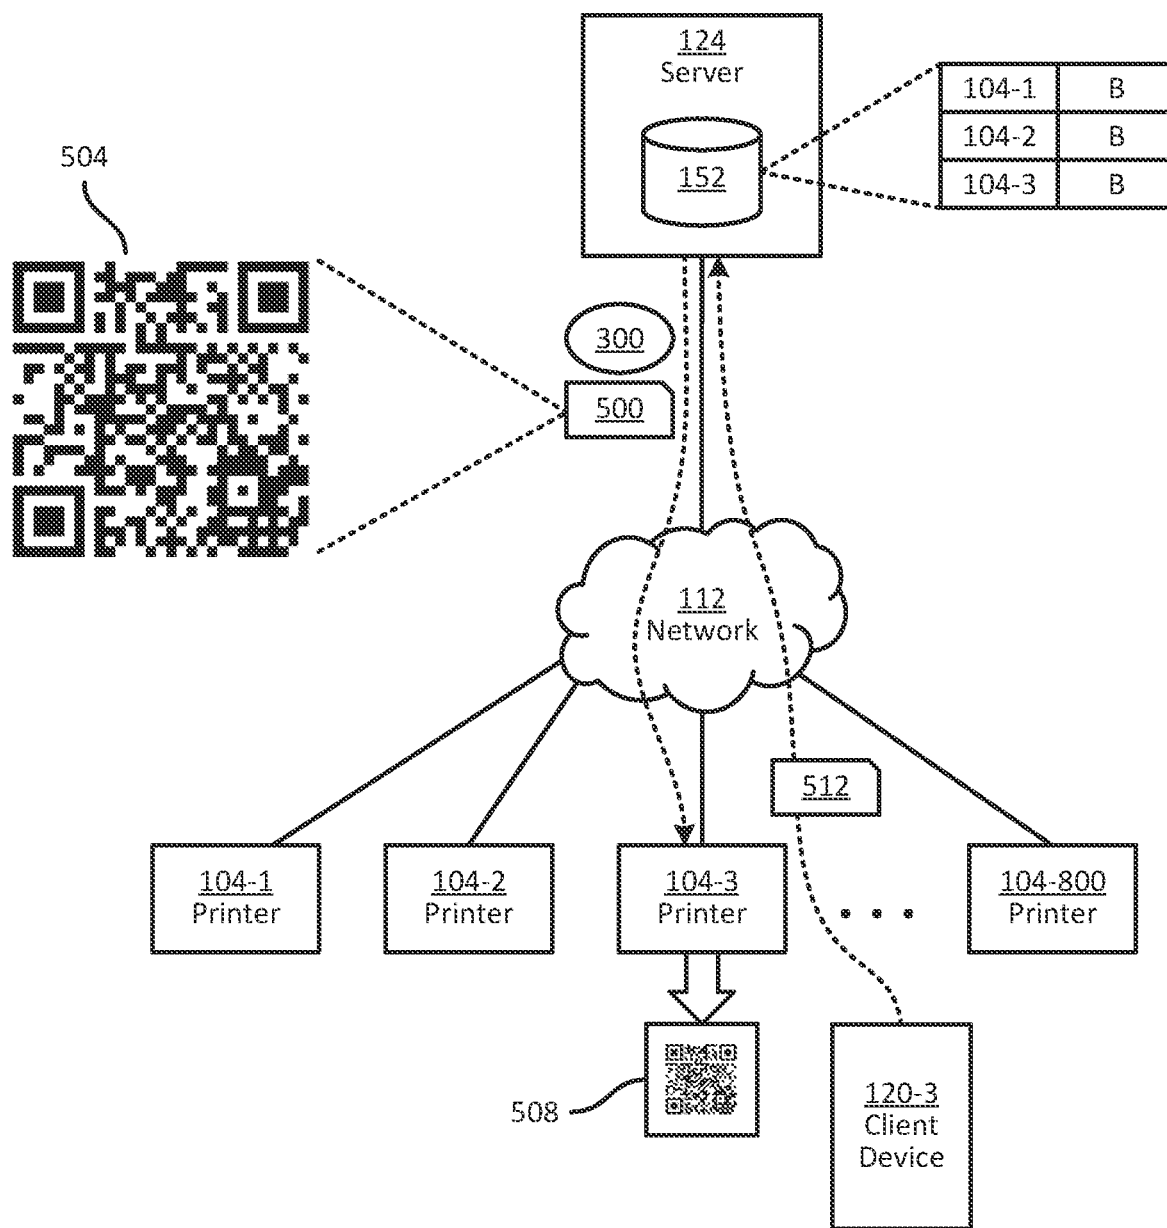 124
Server
152
104-1 B
104-2 B
104-3 B
504
300
500
112
Network
512
104-1
Printer
104-2
Printer
104-3
Printer
. . .
104-800
Printer
508
120-3
Client
Device